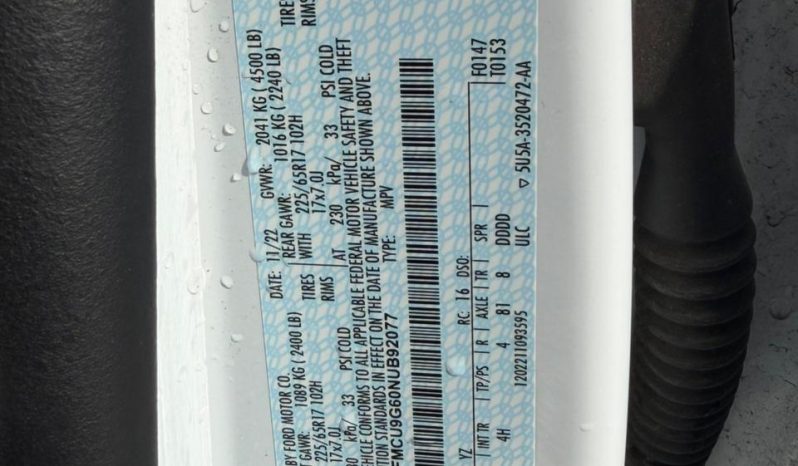 BY FORD MOTOR CO.
DATE: 11/22 GVWR: 2041 KG ( 4500 LB)
GAWR: 1089 KG ( 2400 LB) REAR GAWR: 1016 KG ( 2240 LB)
225/65R17 102H TIRES WITH 225/65R17 102H TIRES
17x7.0J RIMS 17x7.0J RIMS
kPa/ 33 PSI COLD AT 230 kPa/ 33 PSI COLD
VEHICLE CONFORMS TO ALL APPLICABLE FEDERAL MOTOR VEHICLE SAFETY AND THEFT
STANDARDS IN EFFECT ON THE DATE OF MANUFACTURE SHOWN ABOVE.
FMCU9G60NUB92077 TYPE: MPV
F0147
T0153
YZ RC: 16 DSO:
INT TR TP/PS R AXLE TR SPR
4H 4 81 8 DDDD
1202211093595 ULC ▽ 5U5A-3520472-AA